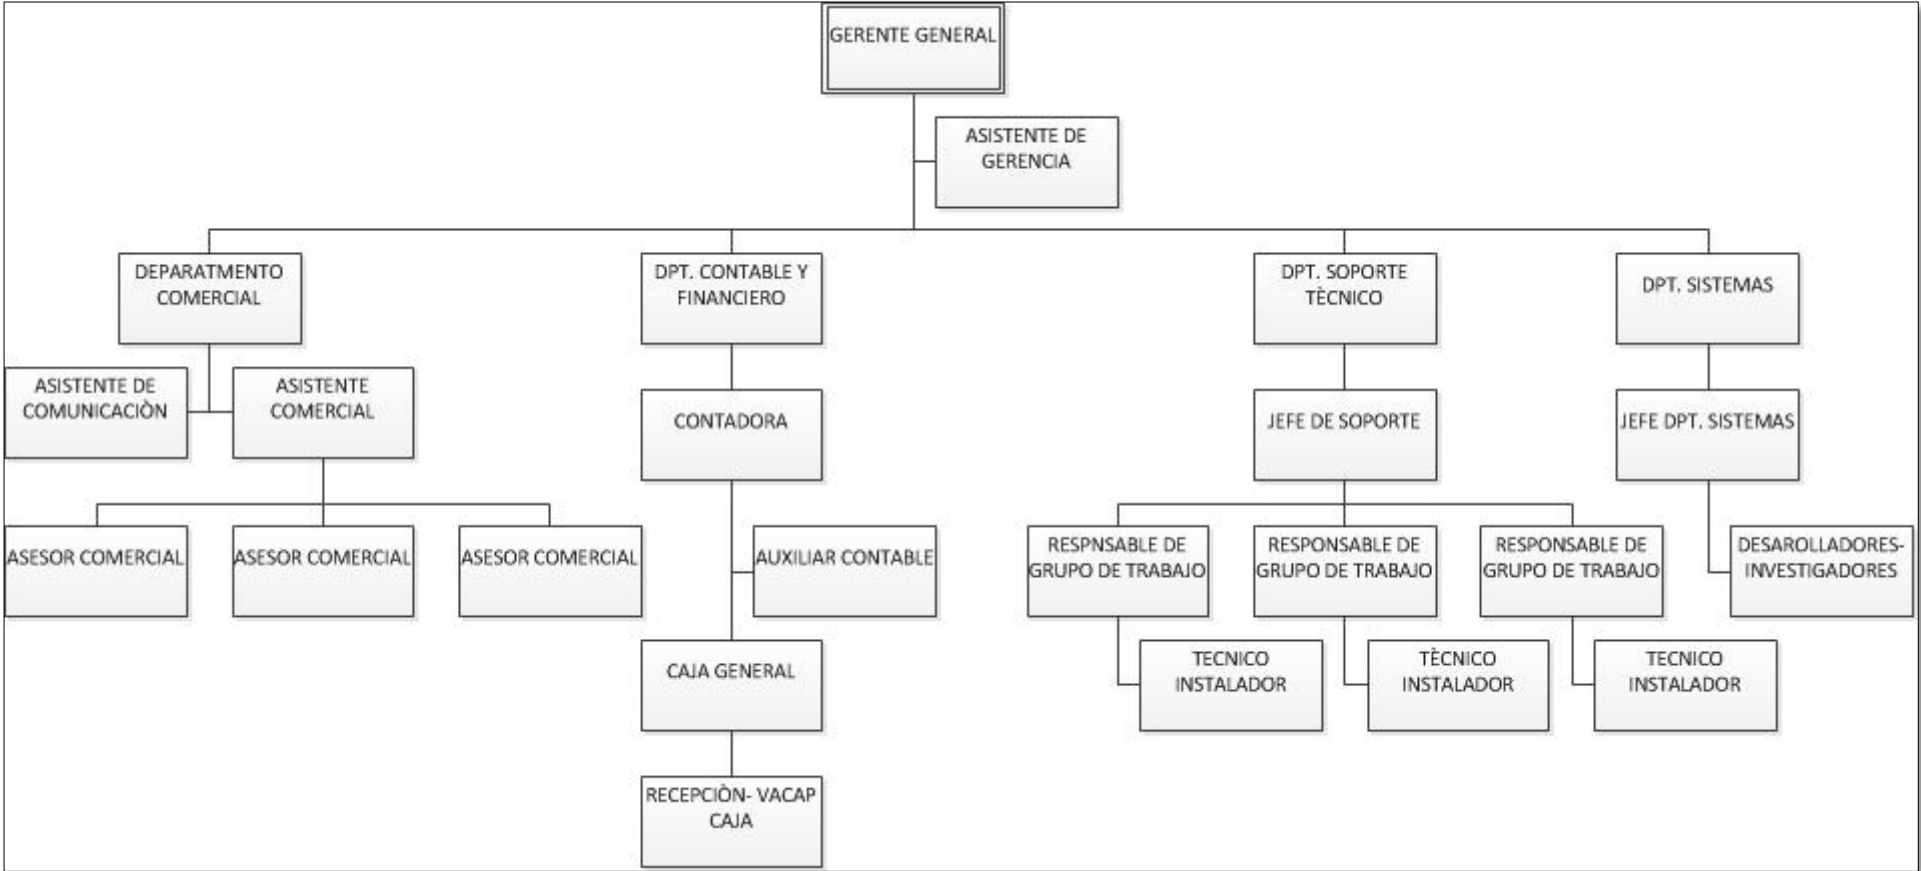 GERENTE GENERAL
ASISTENTE DE
GERENCIA
DEPARATMENTO
COMERCIAL
DPT. CONTABLE Y
FINANCIERO
DPT. SOPORTE
TÈCNICO
DPT. SISTEMAS
ASISTENTE DE
COMUNICACIÒN
ASISTENTE
COMERCIAL
CONTADORA
JEFE DE SOPORTE
JEFE DPT. SISTEMAS
ASESOR COMERCIAL
ASESOR COMERCIAL
ASESOR COMERCIAL
AUXILIAR CONTABLE
RESPNSABLE DE
GRUPO DE TRABAJO
RESPONSABLE DE
GRUPO DE TRABAJO
RESPONSABLE DE
GRUPO DE TRABAJO
DESAROLLADORES-
INVESTIGADORES
CAJA GENERAL
TECNICO
INSTALADOR
TÈCNICO
INSTALADOR
TECNICO
INSTALADOR
RECEPCIÒN- VACAP
CAJA